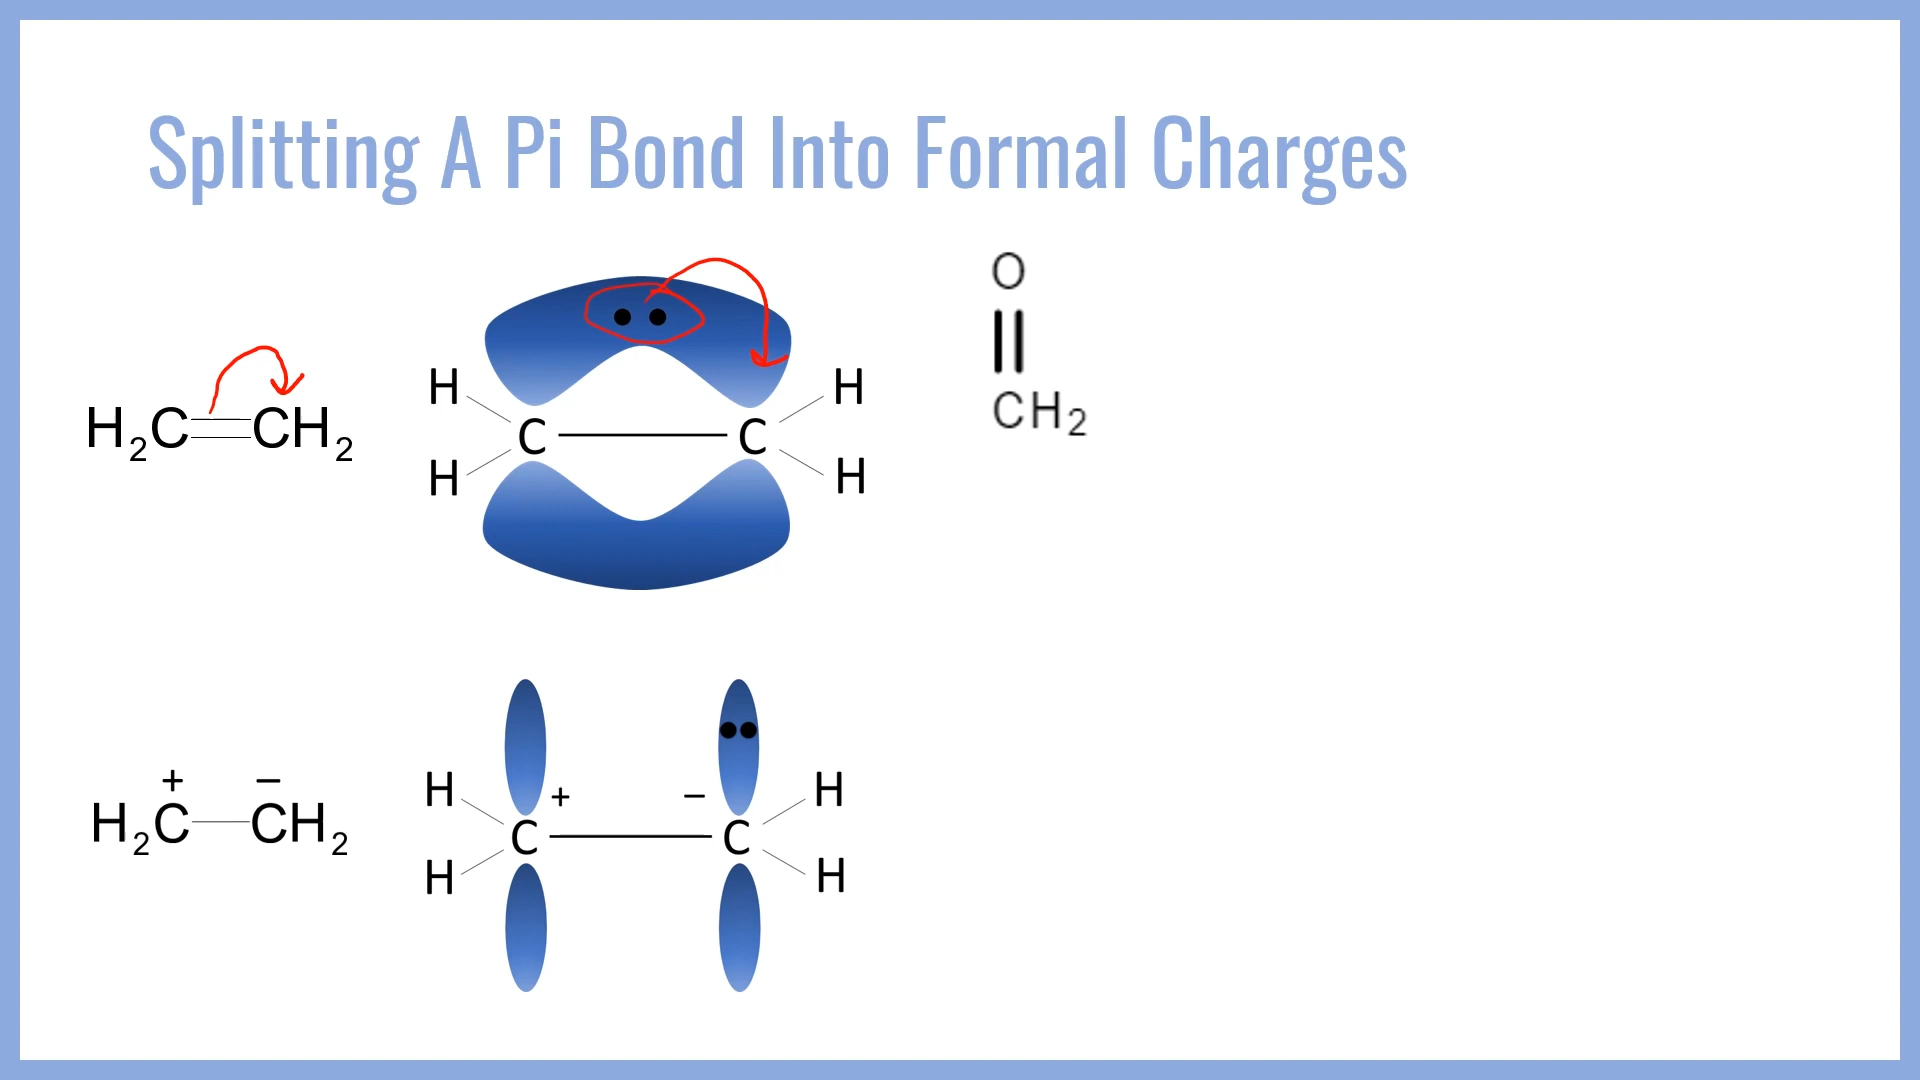 Splitting A Pi Bond Into Formal Charges
H₂C=CH₂
H H
C C
H H
O
CH₂
+ −
H₂C—CH₂
H + − H
C C
H H